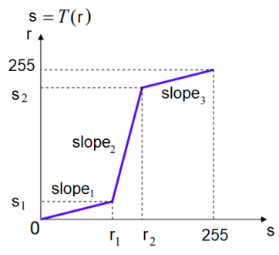 s = T(r)
r
255
s₂
slope₃
slope₂
slope₁
s₁
0
r₁
r₂
255
s